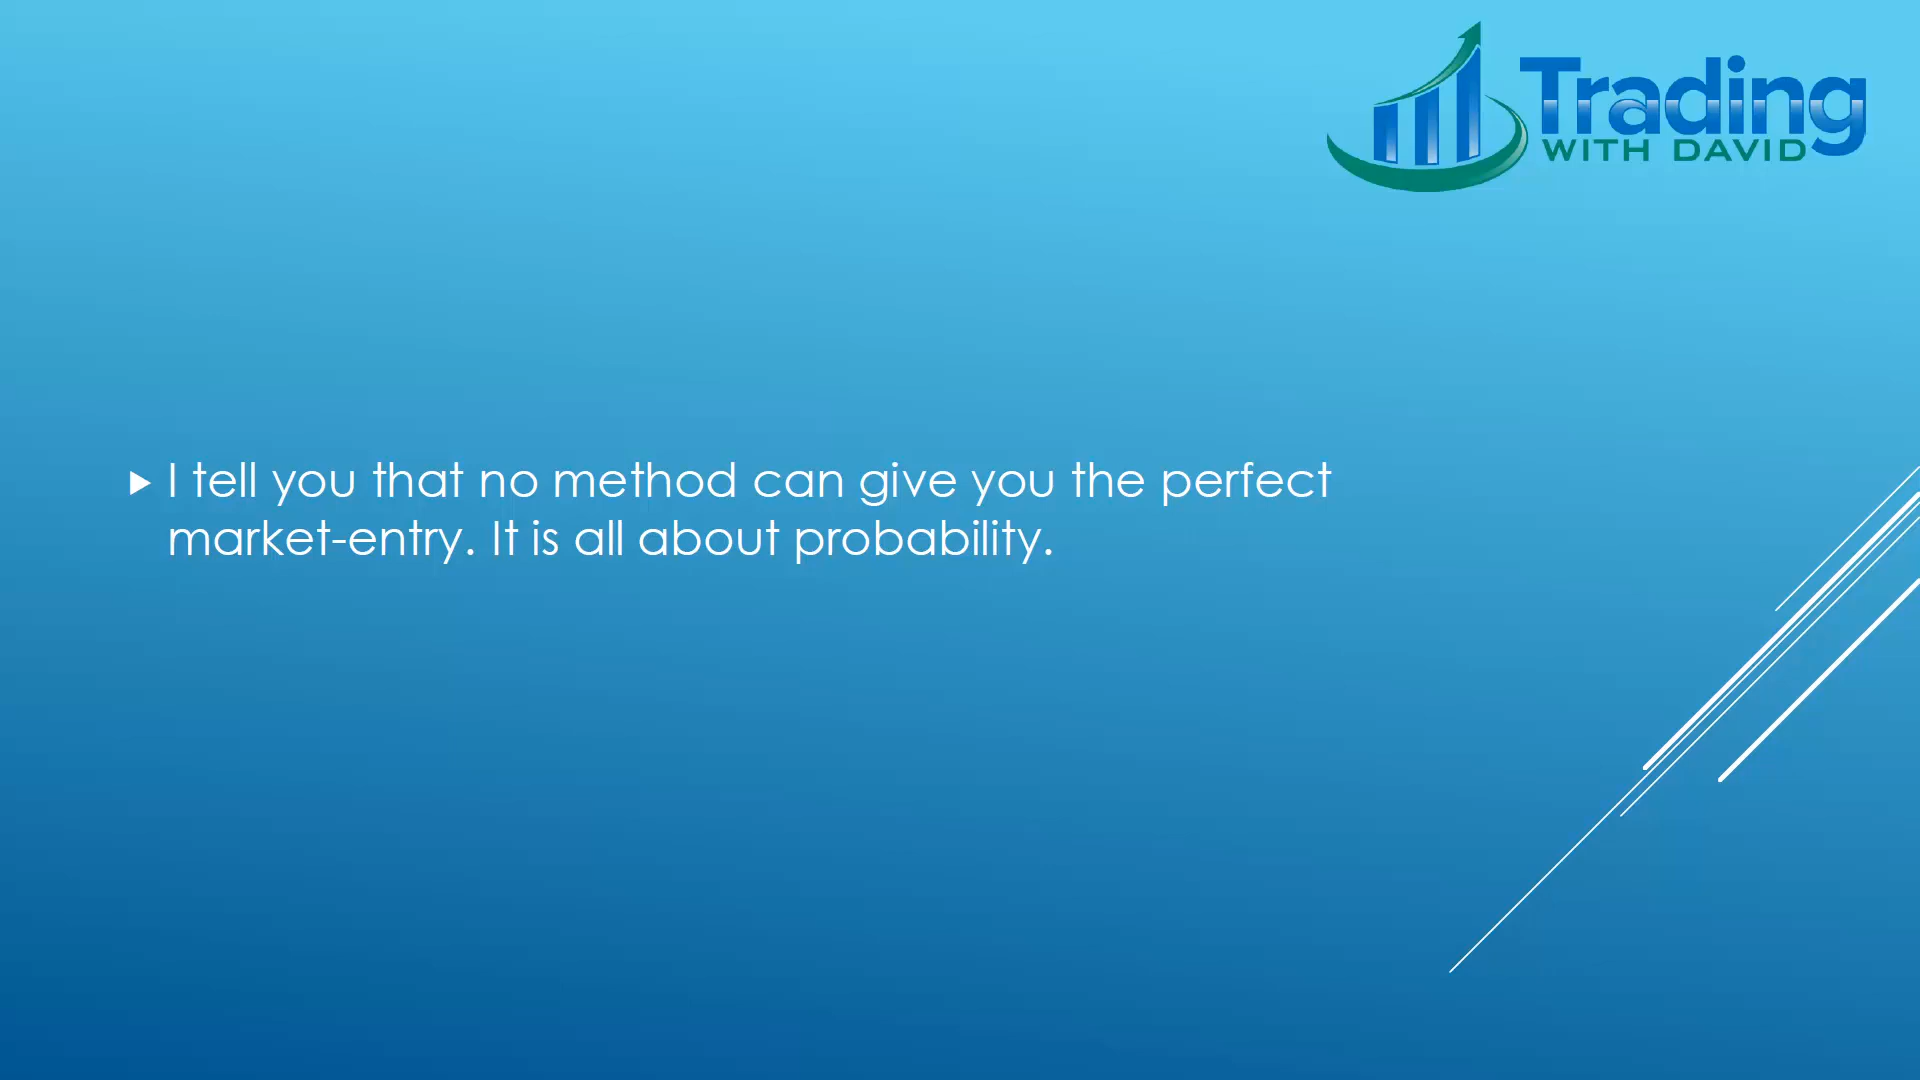 Trading
WITH DAVID
I tell you that no method can give you the perfect
market-entry. It is all about probability.